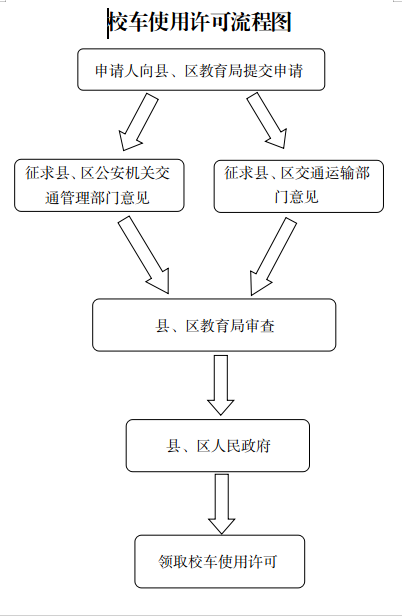 校车使用许可流程图
申请人向县、区教育局提交申请
征求县、区公安机关交
通管理部门意见
征求县、区交通运输部
门意见
县、区教育局审查
县、区人民政府
领取校车使用许可